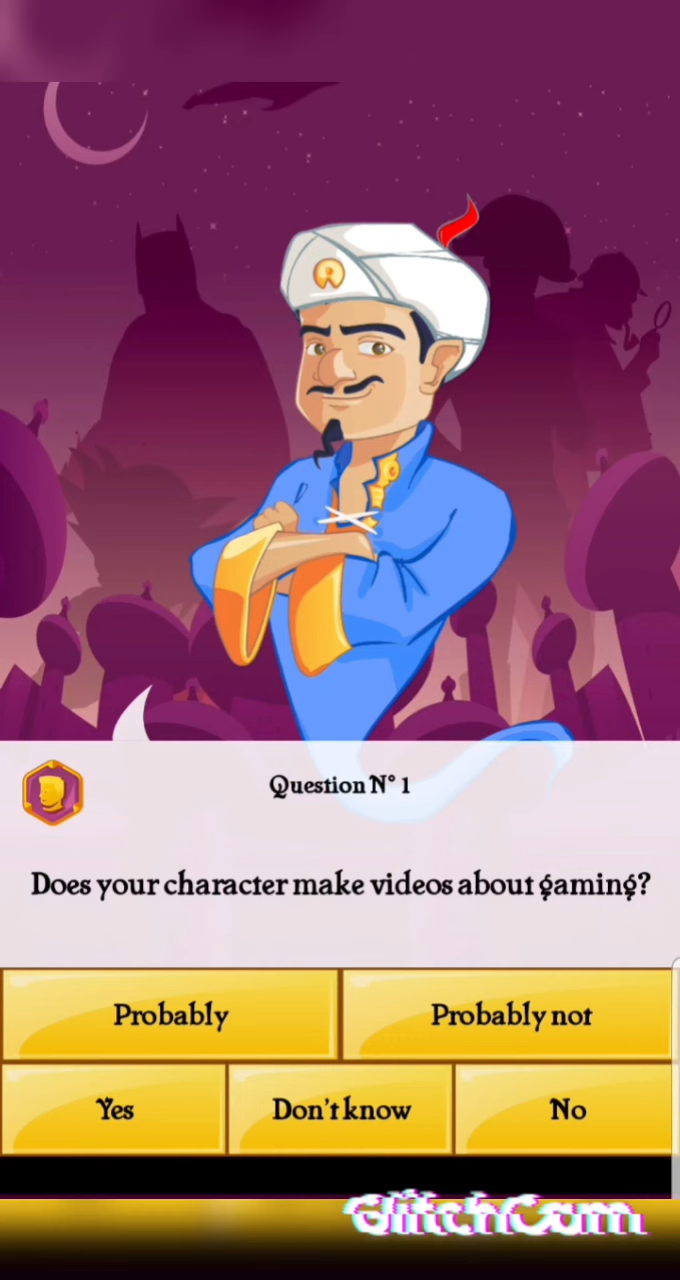 Question N° 1
Does your character make videos about gaming?
Probably
Probably not
Yes
Don't know
No
GlitchCam